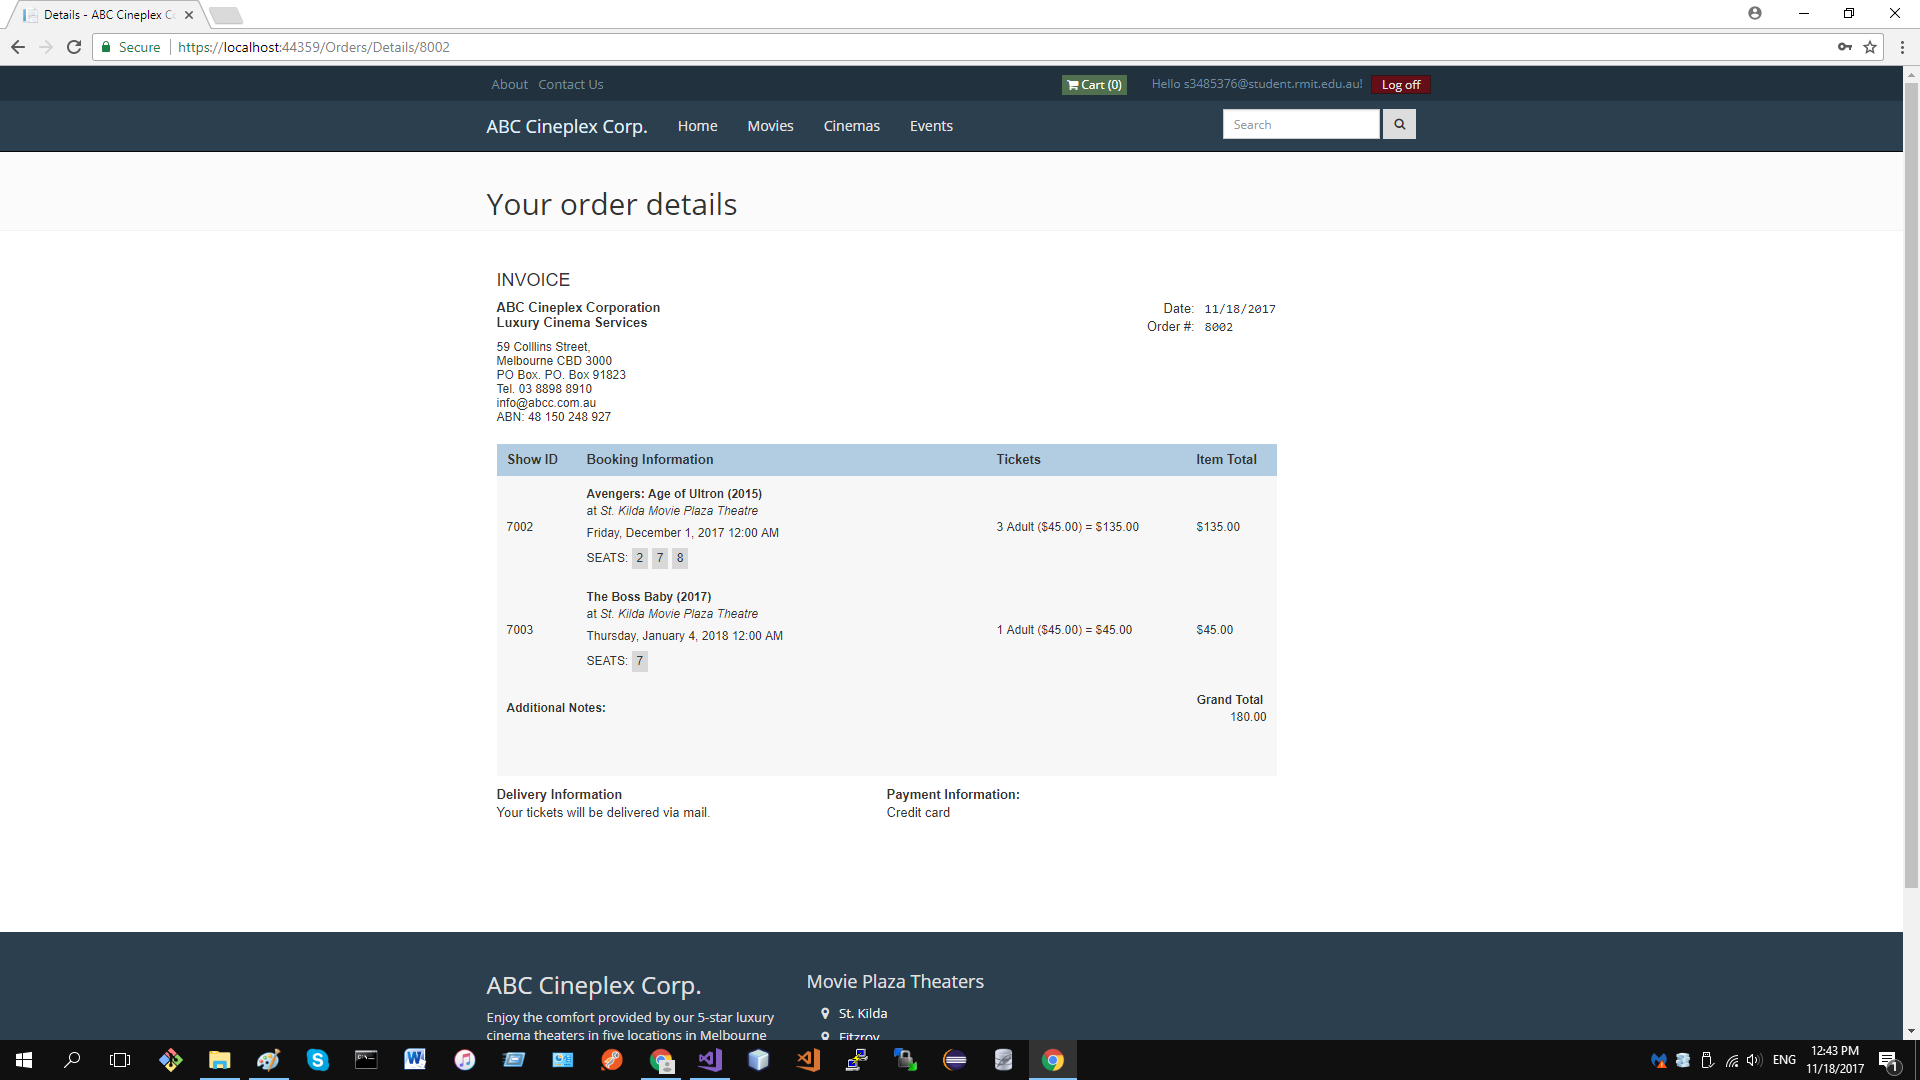 Details - ABC Cineplex Co
Secure https://localhost:44359/Orders/Details/8002
About Contact Us Cart (0) Hello s3485376@student.rmit.edu.au! Log off
ABC Cineplex Corp. Home Movies Cinemas Events Search
Your order details
INVOICE
ABC Cineplex Corporation
Luxury Cinema Services
Date: 11/18/2017
Order #: 8002
59 Colllins Street,
Melbourne CBD 3000
PO Box. PO. Box 91823
Tel. 03 8898 8910
info@abcc.com.au
ABN: 48 150 248 927
Show ID Booking Information Tickets Item Total
Avengers: Age of Ultron (2015)
at St. Kilda Movie Plaza Theatre
7002 3 Adult ($45.00) = $135.00 $135.00
Friday, December 1, 2017 12:00 AM
SEATS: 2 7 8
The Boss Baby (2017)
at St. Kilda Movie Plaza Theatre
7003 1 Adult ($45.00) = $45.00 $45.00
Thursday, January 4, 2018 12:00 AM
SEATS: 7
Additional Notes:
Grand Total
180.00
Delivery Information
Your tickets will be delivered via mail.
Payment Information:
Credit card
ABC Cineplex Corp.
Enjoy the comfort provided by our 5-star luxury
cinema theaters in five locations in Melbourne
Movie Plaza Theaters
St. Kilda
Fitzroy
ENG
12:43 PM
11/18/2017
1